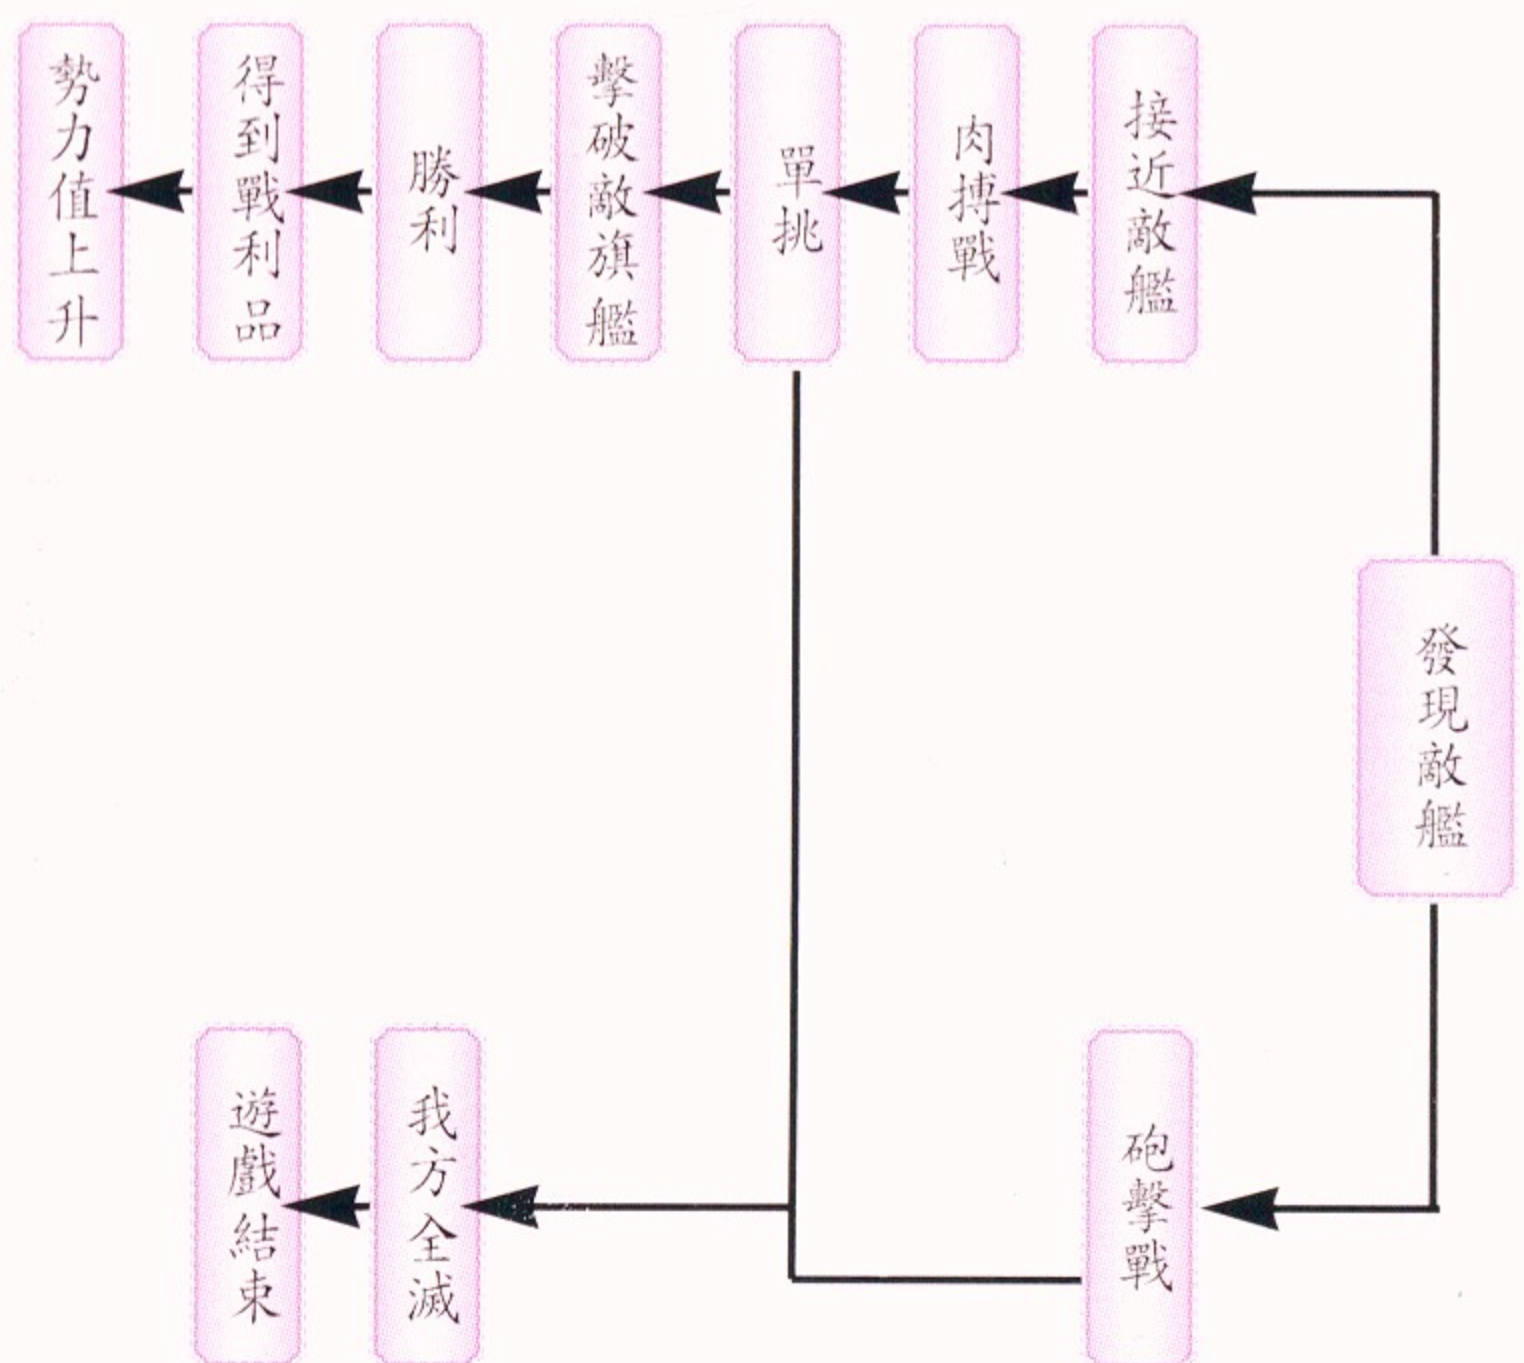 發現敵艦
接近敵艦
肉搏戰
單挑
擊破敵旗艦
勝利
得到戰利品
勢力值上升
砲擊戰
我方全滅
遊戲結束